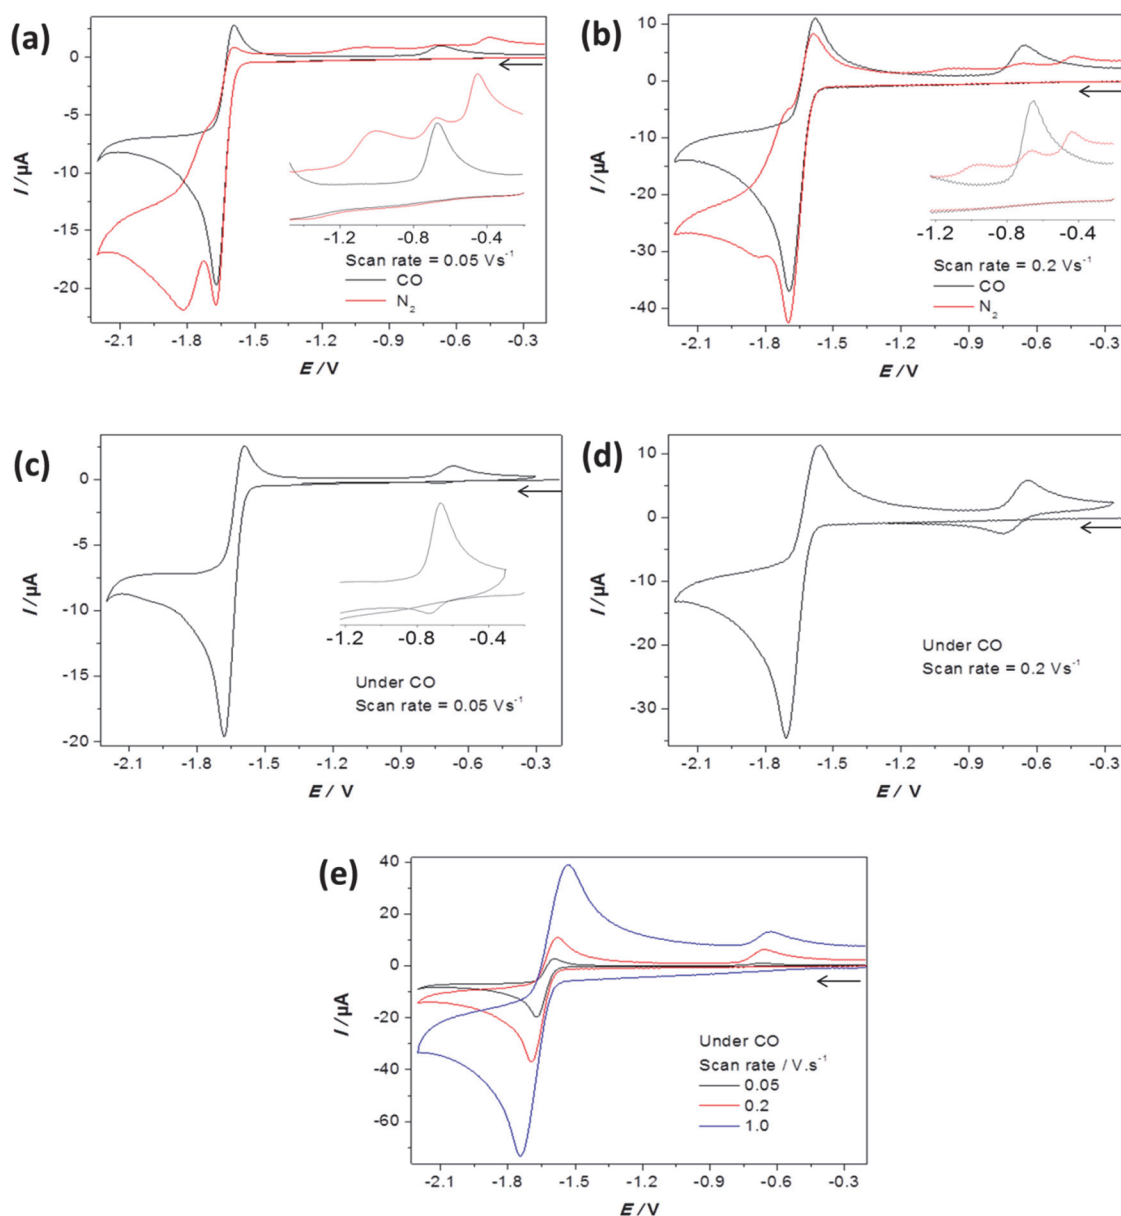 (a)
0
-5
-10
-15
-20
I /µA
-1.2 -0.8 -0.4
Scan rate = 0.05 Vs⁻¹
CO
N₂
-2.1 -1.8 -1.5 -1.2 -0.9 -0.6 -0.3
E / V
(b)
10
0
-10
-20
-30
-40
I /µA
-1.2 -0.8 -0.4
Scan rate = 0.2 Vs⁻¹
CO
N₂
-2.1 -1.8 -1.5 -1.2 -0.9 -0.6 -0.3
E / V
(c)
0
-5
-10
-15
-20
I /µA
-1.2 -0.8 -0.4
Under CO
Scan rate = 0.05 Vs⁻¹
-2.1 -1.8 -1.5 -1.2 -0.9 -0.6 -0.3
E / V
(d)
10
0
-10
-20
-30
I /µA
Under CO
Scan rate = 0.2 Vs⁻¹
-2.1 -1.8 -1.5 -1.2 -0.9 -0.6 -0.3
E / V
(e)
40
20
0
-20
-40
-60
I /µA
Under CO
Scan rate / V.s⁻¹
0.05
0.2
1.0
-2.1 -1.8 -1.5 -1.2 -0.9 -0.6 -0.3
E / V